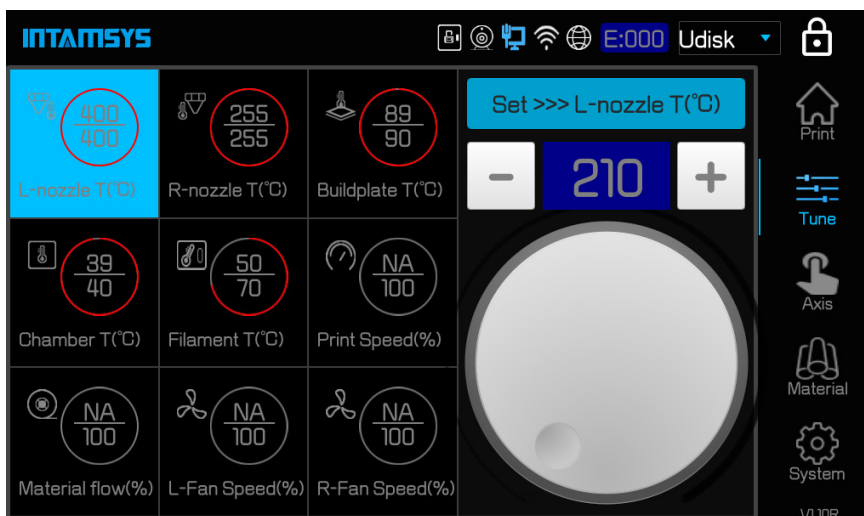 INTAMSYS
E:000 Udisk
400
400
L-nozzle T(℃)
255
255
R-nozzle T(℃)
89
90
Buildplate T(℃)
39
40
Chamber T(℃)
50
70
Filament T(℃)
NA
100
Print Speed(%)
NA
100
Material flow(%)
NA
100
L-Fan Speed(%)
NA
100
R-Fan Speed(%)
Set >>> L-nozzle T(℃)
- 210 +
Print
Tune
Axis
Material
System